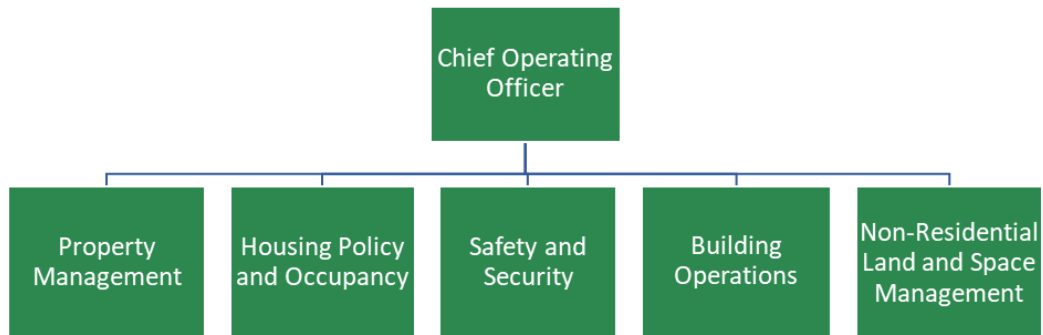 Chief Operating
Officer
Property
Management
Housing Policy
and Occupancy
Safety and
Security
Building
Operations
Non-Residential
Land and Space
Management